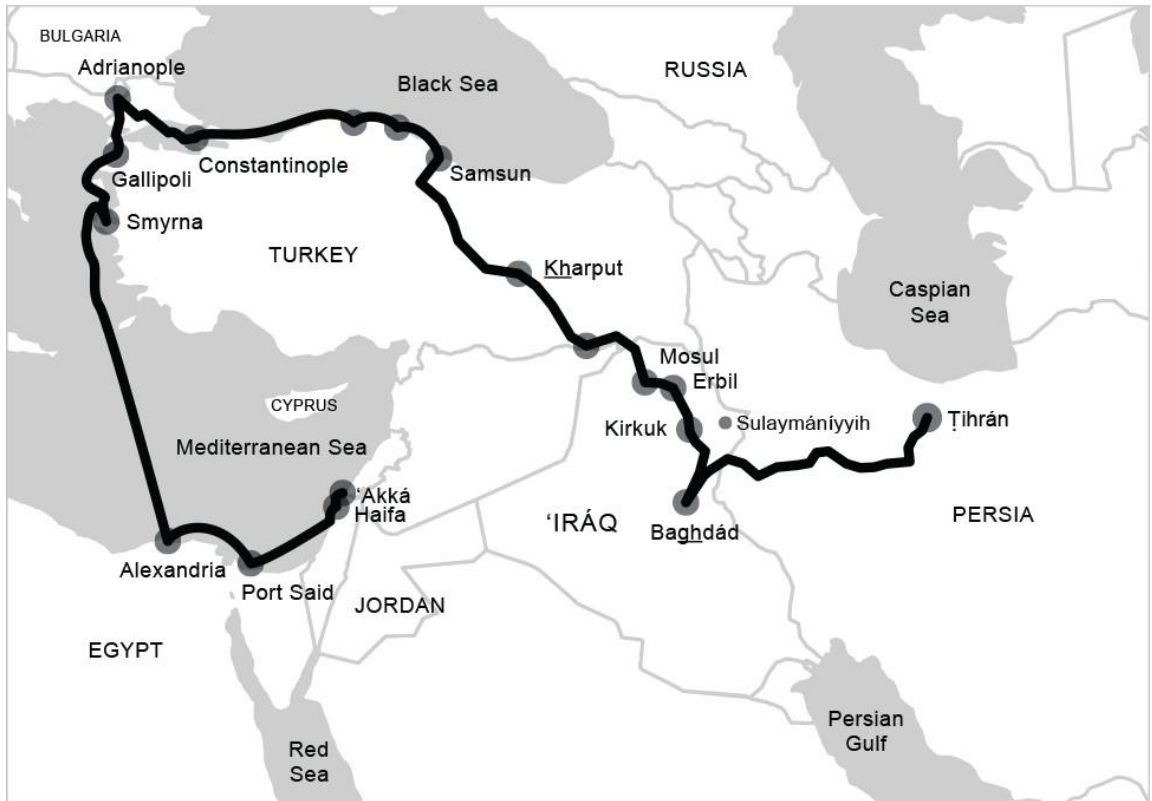 BULGARIA
Adrianople
Black Sea
RUSSIA
Constantinople
Gallipoli
Samsun
Smyrna
TURKEY
Kharput
Caspian
Sea
Mosul
Erbil
CYPRUS
Kirkuk
Sulaymáníyyih
Ṭihrán
Mediterranean Sea
‘Akká
Haifa
‘IRÁQ
PERSIA
Baghdád
Alexandria
Port Said
JORDAN
EGYPT
Persian
Gulf
Red
Sea